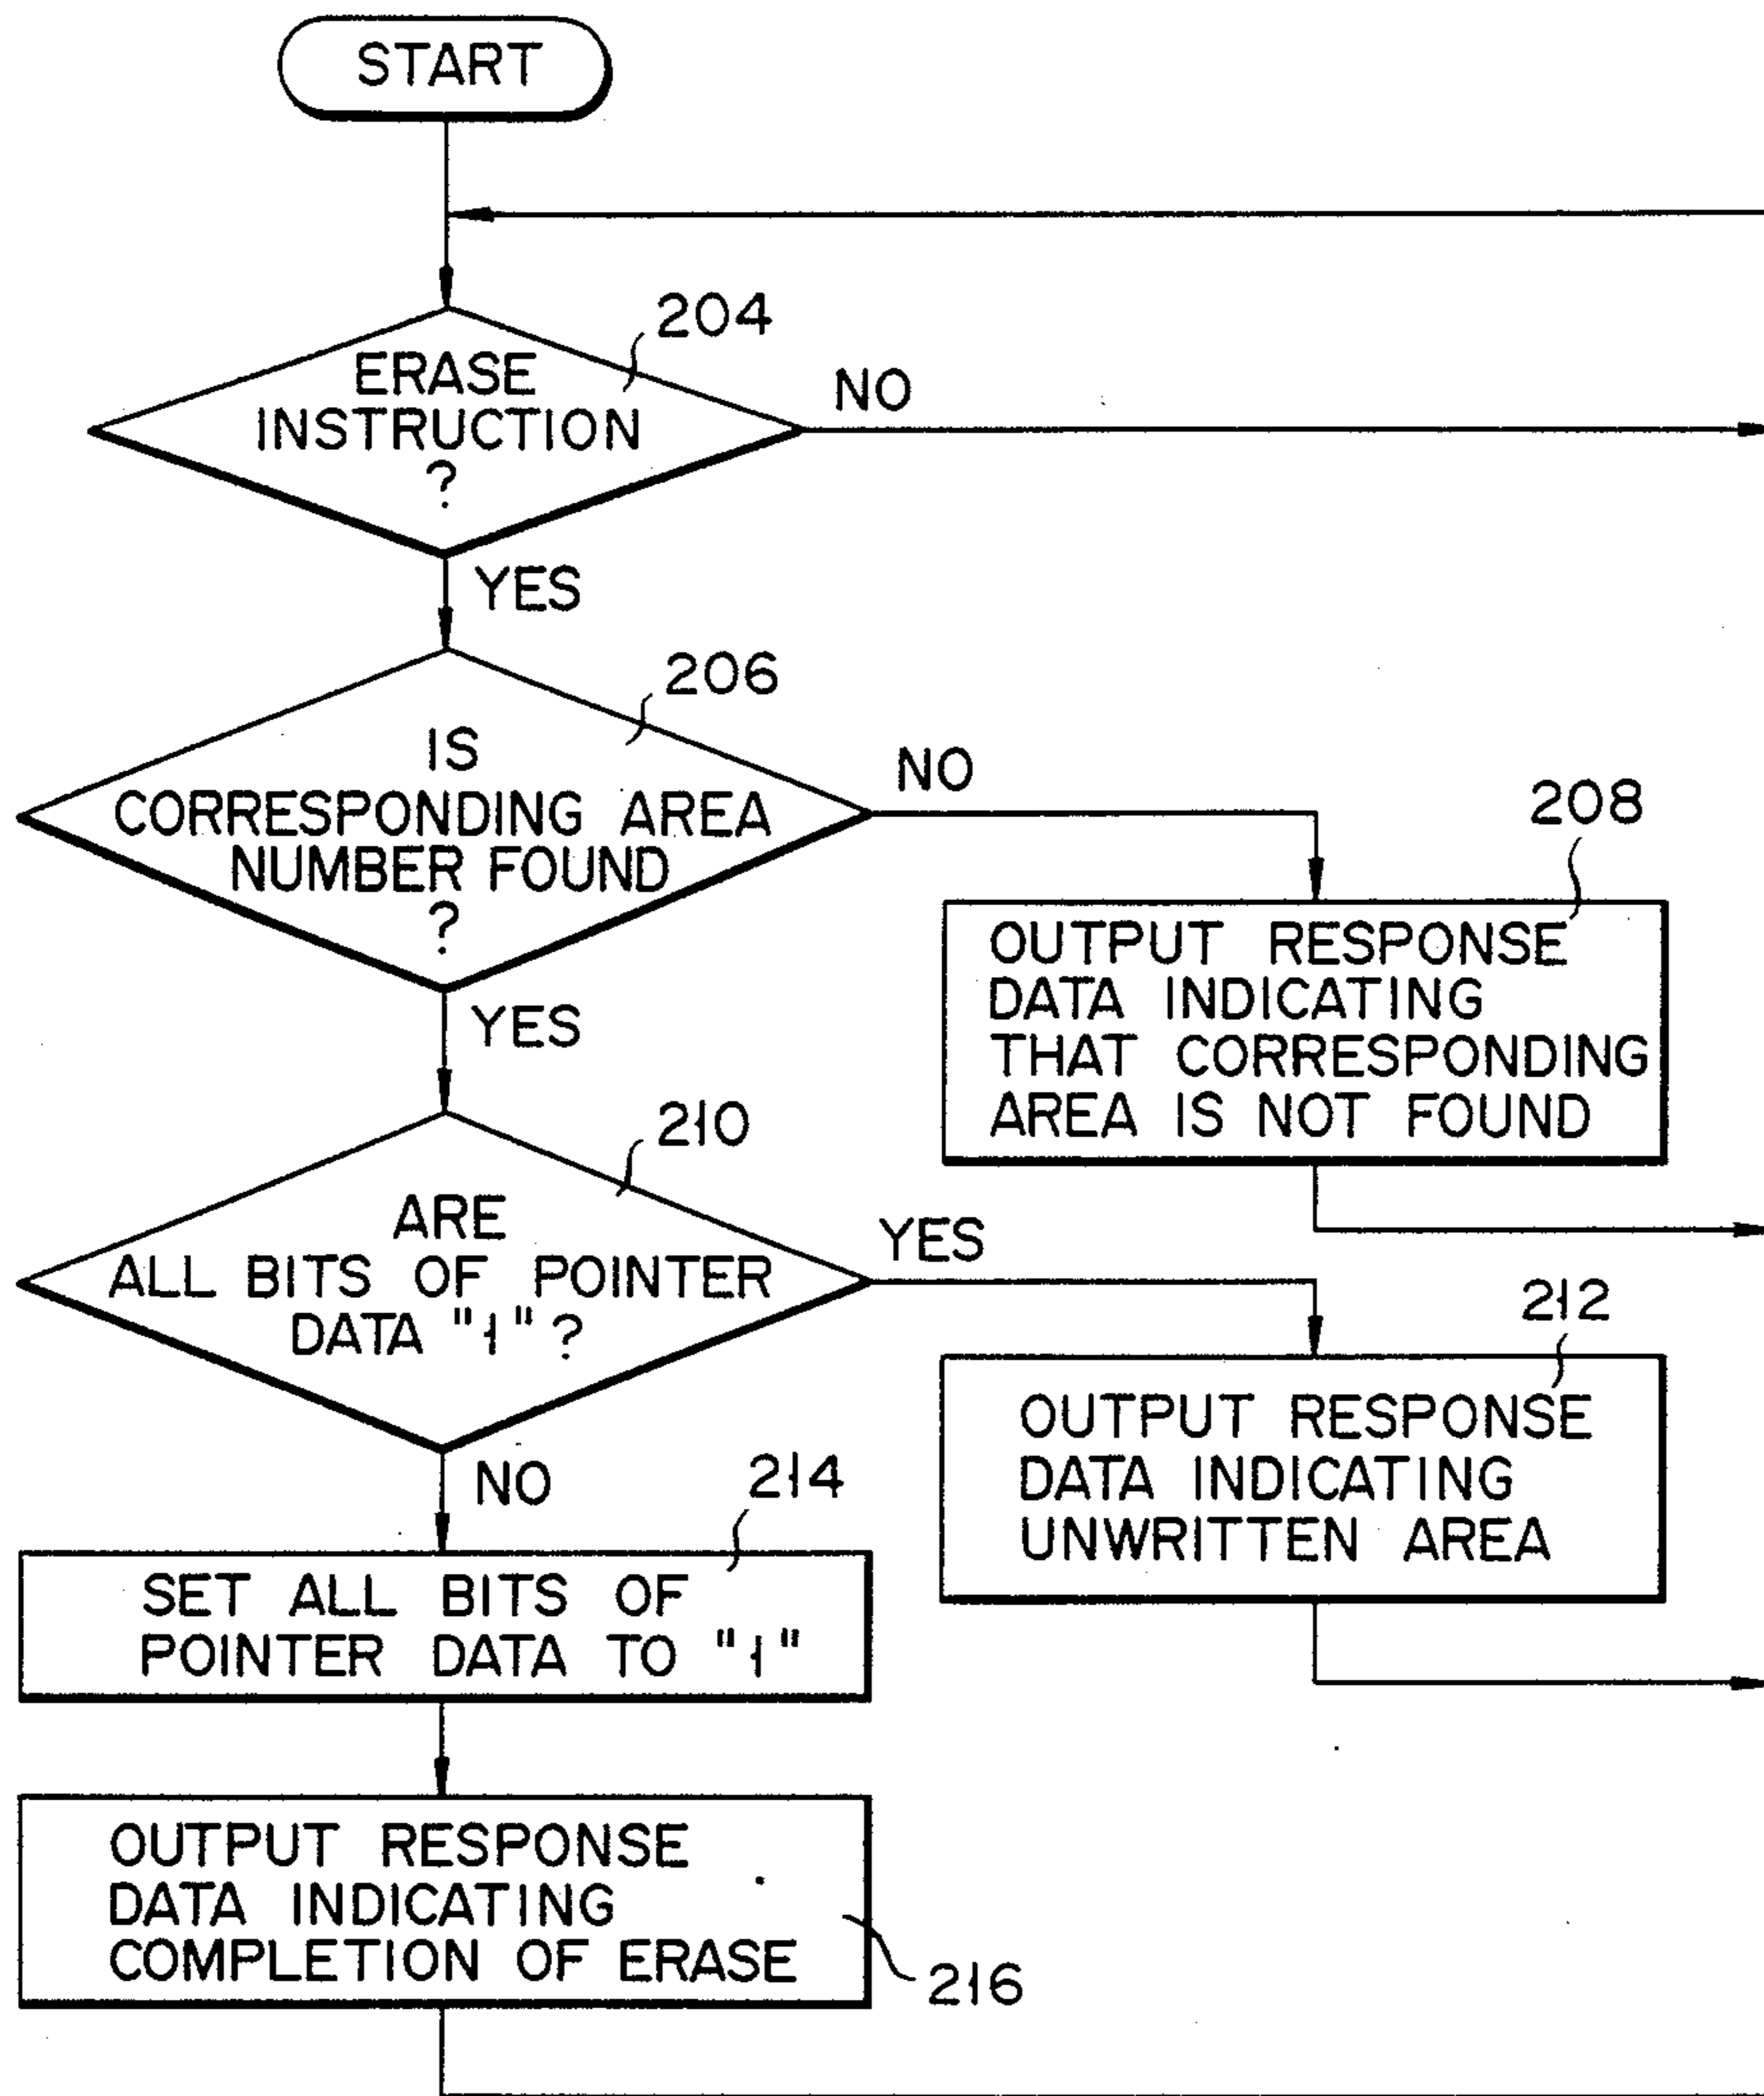 START
204
ERASE
INSTRUCTION
?
NO
YES
206
IS
CORRESPONDING AREA
NUMBER FOUND
?
NO
208
OUTPUT RESPONSE
DATA INDICATING
THAT CORRESPONDING
AREA IS NOT FOUND
YES
210
ARE
ALL BITS OF POINTER
DATA "1" ?
YES
212
OUTPUT RESPONSE
DATA INDICATING
UNWRITTEN AREA
NO
214
SET ALL BITS OF
POINTER DATA TO "1"
OUTPUT RESPONSE
DATA INDICATING
COMPLETION OF ERASE
216